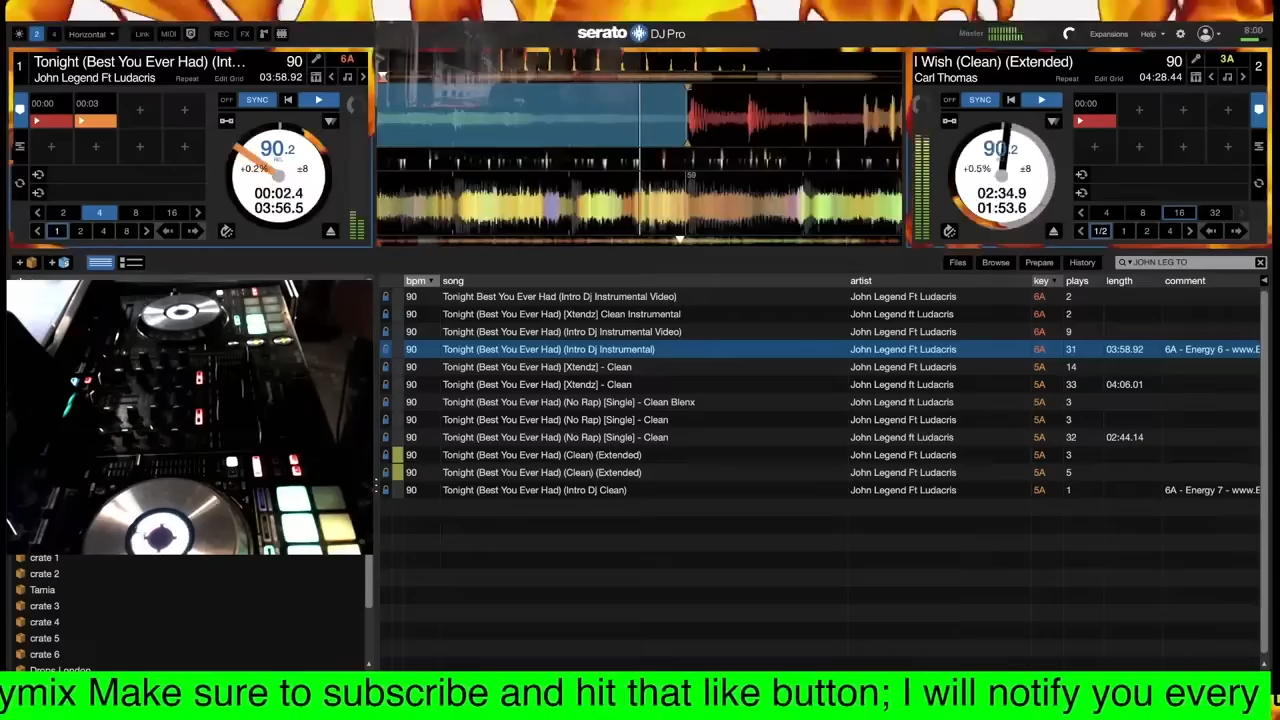 2 4 Horizontal Link MIDI REC FX
serato DJ Pro
Master Expansions Help 8:00
1 Tonight (Best You Ever Had) (Int... 90 6A
John Legend Ft Ludacris Repeat Edit Grid 03:58.92
00:00 00:03
OFF SYNC
90.2
+0.2% ±8
00:02.4
03:56.5
2 4 8 16
1 2 4 8
59
I Wish (Clean) (Extended) 90 3A 2
Carl Thomas Repeat Edit Grid 04:28.44
OFF SYNC
00:00
90.2
+0.5% ±8
02:34.9
01:53.6
4 8 16 32
1/2 1 2 4
Files Browse Prepare History JOHN LEG TO
bpm song artist key plays length comment
90 Tonight Best You Ever Had (Intro Dj Instrumental Video) John Legend Ft Ludacris 6A 2
90 Tonight (Best You Ever Had) [Xtendz] Clean Instrumental John Legend ft Ludacris 6A 2
90 Tonight (Best You Ever Had) (Intro Dj Instrumental Video) John Legend Ft Ludacris 6A 9
90 Tonight (Best You Ever Had) (Intro Dj Instrumental) John Legend Ft Ludacris 6A 31 03:58.92 6A - Energy 6 - www.E
90 Tonight (Best You Ever Had) [Xtendz] - Clean John Legend Ft Ludacris 5A 14
90 Tonight (Best You Ever Had) [Xtendz] - Clean John Legend Ft Ludacris 5A 33 04:06.01
90 Tonight (Best You Ever Had) (No Rap) [Single] - Clean Blenx John Legend Ft Ludacris 5A 3
90 Tonight (Best You Ever Had) (No Rap) [Single] - Clean John Legend Ft Ludacris 5A 3
90 Tonight (Best You Ever Had) (No Rap) [Single] - Clean John Legend Ft Ludacris 5A 32 02:44.14
90 Tonight (Best You Ever Had) (Clean) (Extended) John Legend Ft Ludacris 5A 3
90 Tonight (Best You Ever Had) (Clean) (Extended) John Legend Ft Ludacris 5A 5
90 Tonight (Best You Ever Had) (Intro Dj Clean) John Legend Ft Ludacris 5A 1 6A - Energy 7 - www.E
crate 1
crate 2
Tamia
crate 3
crate 4
crate 5
crate 6
Drops London
ymix Make sure to subscribe and hit that like button; I will notify you every